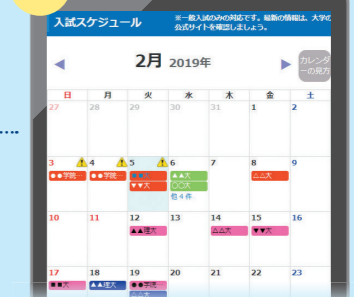 入試スケジュール
※一般入試のみの対応です。最新の情報は、大学の
公式サイトを確認しましょう。
◀ 2月 2019年 ▶
カレンダ
ーの見方
日 月 火 水 木 金 土
27 28 29 30 31 1 2
3 4 5 6 7 8 9
●●学院… ●●学院… ●● ▲▲大 △△大
▼▼大 〇〇大
他4件
10 11 12 13 14 15 16
▲▲理大 △△大 ▼▼大
17 18 19 20 21 22 23
■■大 ▲▲理大 ●●学院
△△大